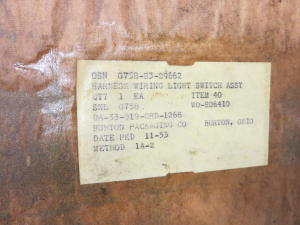 OSN G758-83-89662
HARNESS WIRING LIGHT SWITCH ASSY
QTY 1 EA ITEM 40
SNL G758. WO-806410
DA-33-019-ORD-1266
BURTON PACKAGING CO BURTON, OHIO
DATE PKD 11-53
METHOD 1A-2